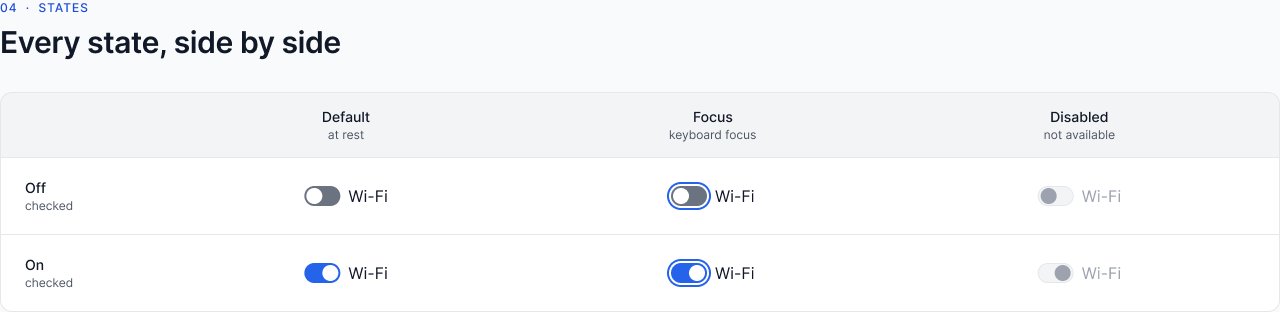 04 · STATES
Every state, side by side
Default
Focus
Disabled
at rest
keyboard focus
not available
Off
checked
Wi-Fi
Wi-Fi
Wi-Fi
On
checked
Wi-Fi
Wi-Fi
Wi-Fi